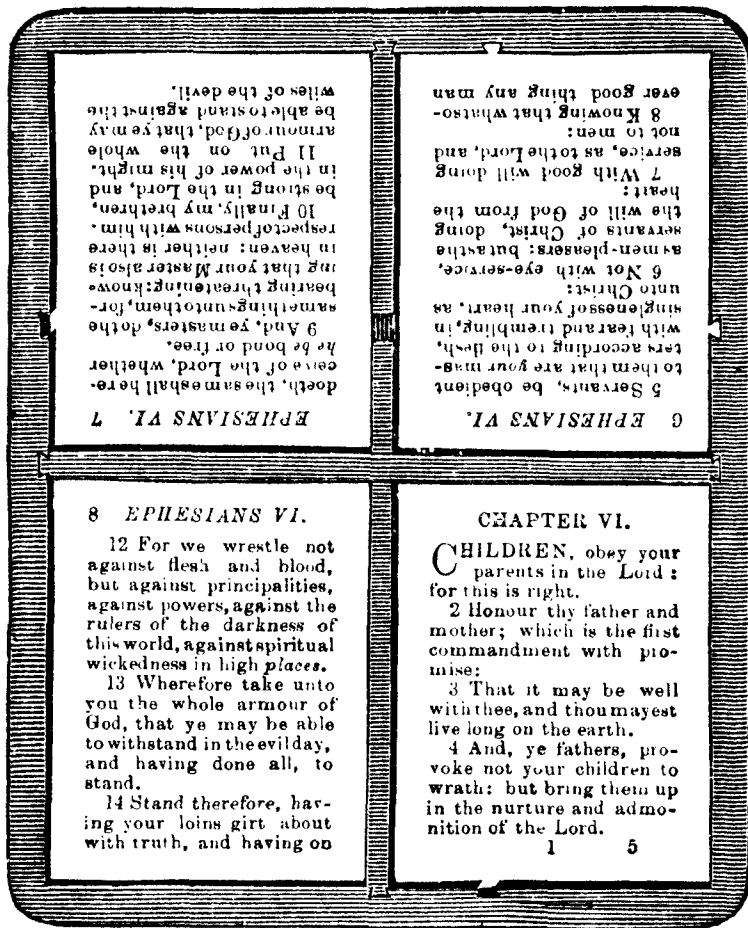 CHAPTER VI.
CHILDREN, obey your
parents in the Lord :
for this is right.
2 Honour thy father and
mother; which is the first
commandment with pro-
mise:
3 That it may be well
with thee, and thou mayest
live long on the earth.
4 And, ye fathers, pro-
voke not your children to
wrath: but bring them up
in the nurture and admo-
nition of the Lord.
1 5
6 EPHESIANS VI.
5 Servants, be obedient
to them that are your mas-
ters according to the flesh,
with fear and trembling, in
singleness of your heart, as
unto Christ:
6 Not with eye-service,
as men-pleasers: but as the
servants of Christ, doing
the will of God from the
heart:
7 With good will doing
service, as to the Lord, and
not to men:
8 Knowing that whatso-
ever good thing any man
EPHESIANS VI. 7
doeth, the same shall he re-
ceive of the Lord, whether
he be bond or free.
9 And, ye masters, do the
same things unto them, for-
bearing threatening: know-
ing that your Master also is
in heaven: neither is there
respect of persons with him.
10 Finally, my brethren,
be strong in the Lord, and
in the power of his might.
11 Put on the whole
armour of God, that ye may
be able to stand against the
wiles of the devil.
8 EPHESIANS VI.
12 For we wrestle not
against flesh and blood,
but against principalities,
against powers, against the
rulers of the darkness of
this world, against spiritual
wickedness in high places.
13 Wherefore take unto
you the whole armour of
God, that ye may be able
to withstand in the evil day,
and having done all, to
stand.
14 Stand therefore, hav-
ing your loins girt about
with truth, and having on